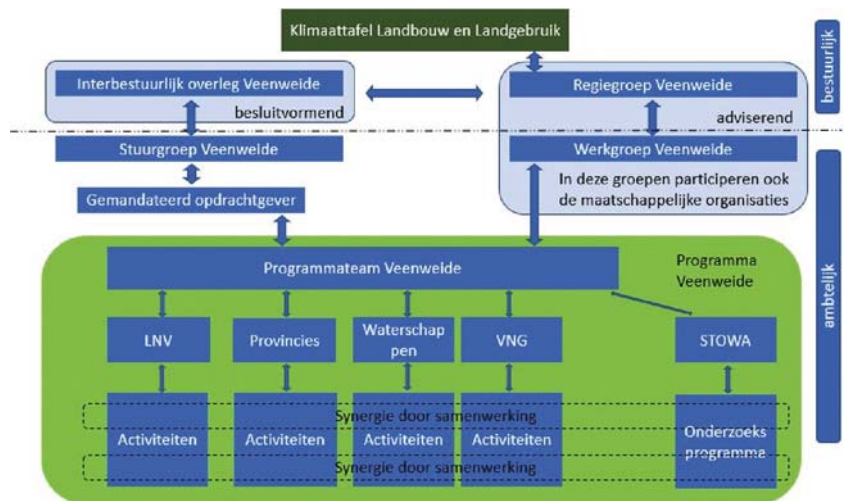 Klimaattafel Landbouw en Landgebruik
Interbestuurlijk overleg Veenweide
besluitvormend
Regiegroep Veenweide
adviserend
bestuurlijk
Stuurgroep Veenweide
Werkgroep Veenweide
In deze groepen participeren ook
de maatschappelijke organisaties
Gemandateerd opdrachtgever
ambtelijk
Programmateam Veenweide
Programma
Veenweide
LNV
Provincies
Waterschap
pen
VNG
STOWA
Synergie door samenwerking
Activiteiten
Activiteiten
Activiteiten
Activiteiten
Onderzoeks
programma
Synergie door samenwerking